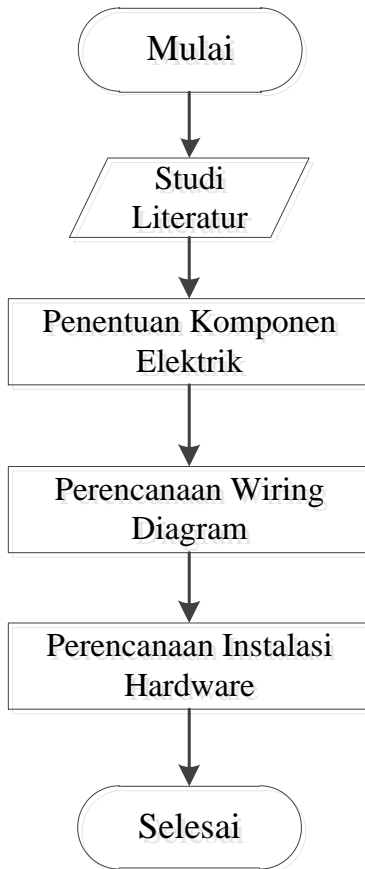 Mulai
Studi
Literatur
Penentuan Komponen
Elektrik
Perencanaan Wiring
Diagram
Perencanaan Instalasi
Hardware
Selesai